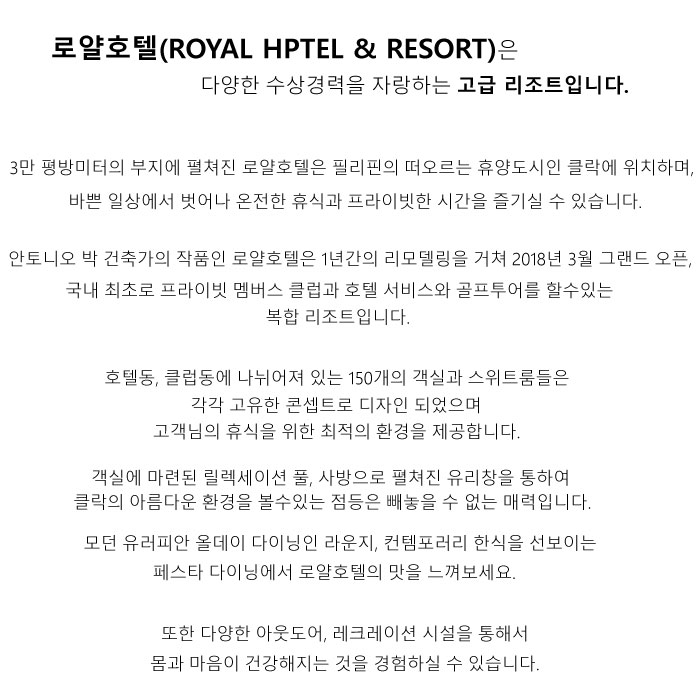 로얄호텔(ROYAL HPTEL & RESORT)은
다양한 수상경력을 자랑하는 고급 리조트입니다.
3만 평방미터의 부지에 펼쳐진 로얄호텔은 필리핀의 떠오르는 휴양도시인 클락에 위치하며,
바쁜 일상에서 벗어나 온전한 휴식과 프라이빗한 시간을 즐기실 수 있습니다.
안토니오 박 건축가의 작품인 로얄호텔은 1년간의 리모델링을 거쳐 2018년 3월 그랜드 오픈,
국내 최초로 프라이빗 멤버스 클럽과 호텔 서비스와 골프투어를 할수있는
복합 리조트입니다.
호텔동, 클럽동에 나뉘어져 있는 150개의 객실과 스위트룸들은
각각 고유한 콘셉트로 디자인 되었으며
고객님의 휴식을 위한 최적의 환경을 제공합니다.
객실에 마련된 릴렉세이션 풀, 사방으로 펼쳐진 유리창을 통하여
클락의 아름다운 환경을 볼수있는 점등은 빼놓을 수 없는 매력입니다.
모던 유러피안 올데이 다이닝인 라운지, 컨템포러리 한식을 선보이는
페스타 다이닝에서 로얄호텔의 맛을 느껴보세요.
또한 다양한 아웃도어, 레크레이션 시설을 통해서
몸과 마음이 건강해지는 것을 경험하실 수 있습니다.